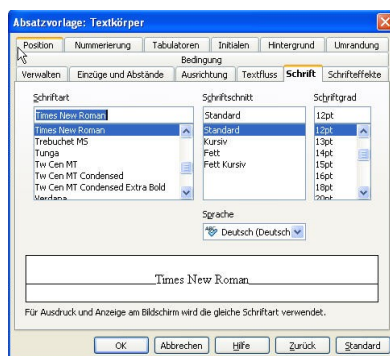 Absatzvorlage: Textkörper
Position Nummerierung Tabulatoren Initialen Hintergrund Umrandung
Bedingung
Verwalten Einzüge und Abstände Ausrichtung Textfluss Schrift Schrifteffekte
Schriftart Schriftschnitt Schriftgrad
Times New Roman Standard 12pt
Times New Roman Standard 12pt
Trebuchet MS Kursiv 13pt
Tunga Fett 14pt
Tw Cen MT Fett Kursiv 15pt
Tw Cen MT Condensed 16pt
Tw Cen MT Condensed Extra Bold 18pt
Verdana 20pt
Sprache
Deutsch (Deutsch
Times New Roman
Für Ausdruck und Anzeige am Bildschirm wird die gleiche Schriftart verwendet.
OK Abbrechen Hilfe Zurück Standard